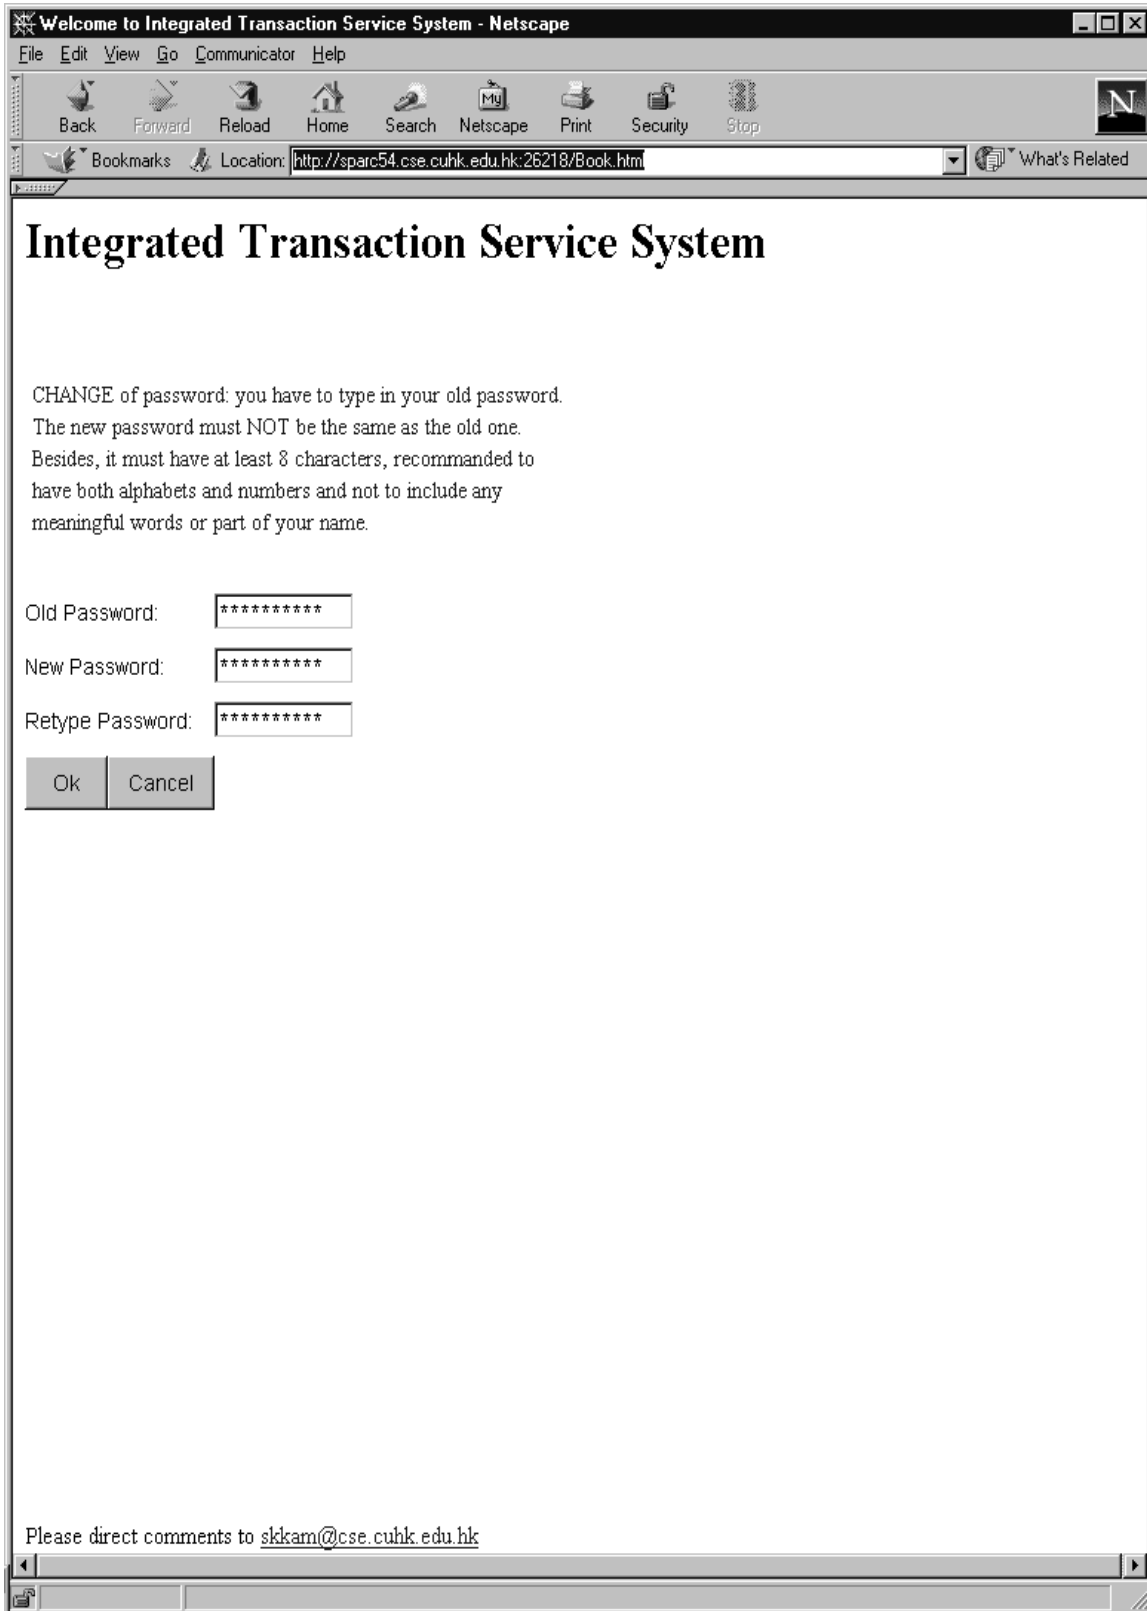 Welcome to Integrated Transaction Service System - Netscape
File Edit View Go Communicator Help
My
N
Back Forward Reload Home Search Netscape Print Security Stop
Bookmarks Location: http://sparc54.cse.cuhk.edu.hk:26218/Book.html What's Related
Integrated Transaction Service System
CHANGE of password: you have to type in your old password.
The new password must NOT be the same as the old one.
Besides, it must have at least 8 characters, recommanded to
have both alphabets and numbers and not to include any
meaningful words or part of your name.
Old Password: **********
New Password: **********
Retype Password: **********
Ok Cancel
Please direct comments to skkam@cse.cuhk.edu.hk